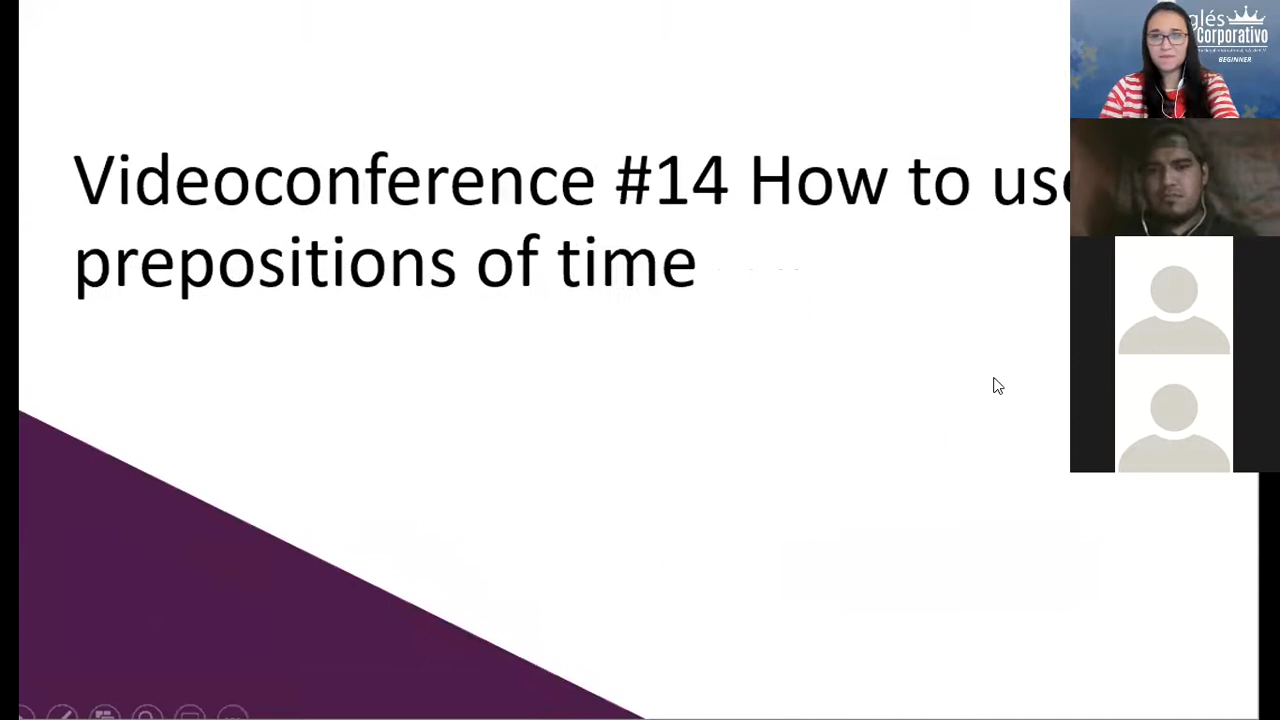 Videoconference #14 How to use
prepositions of time
glés
Corporativo
BEGINNER